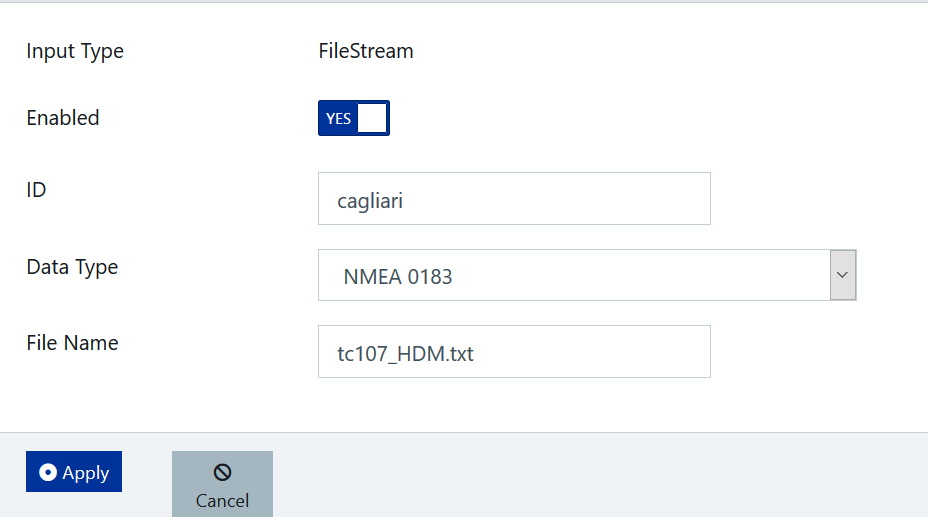 Input Type FileStream
Enabled YES
ID cagliari
Data Type NMEA 0183
File Name tc107_HDM.txt
Apply
Cancel